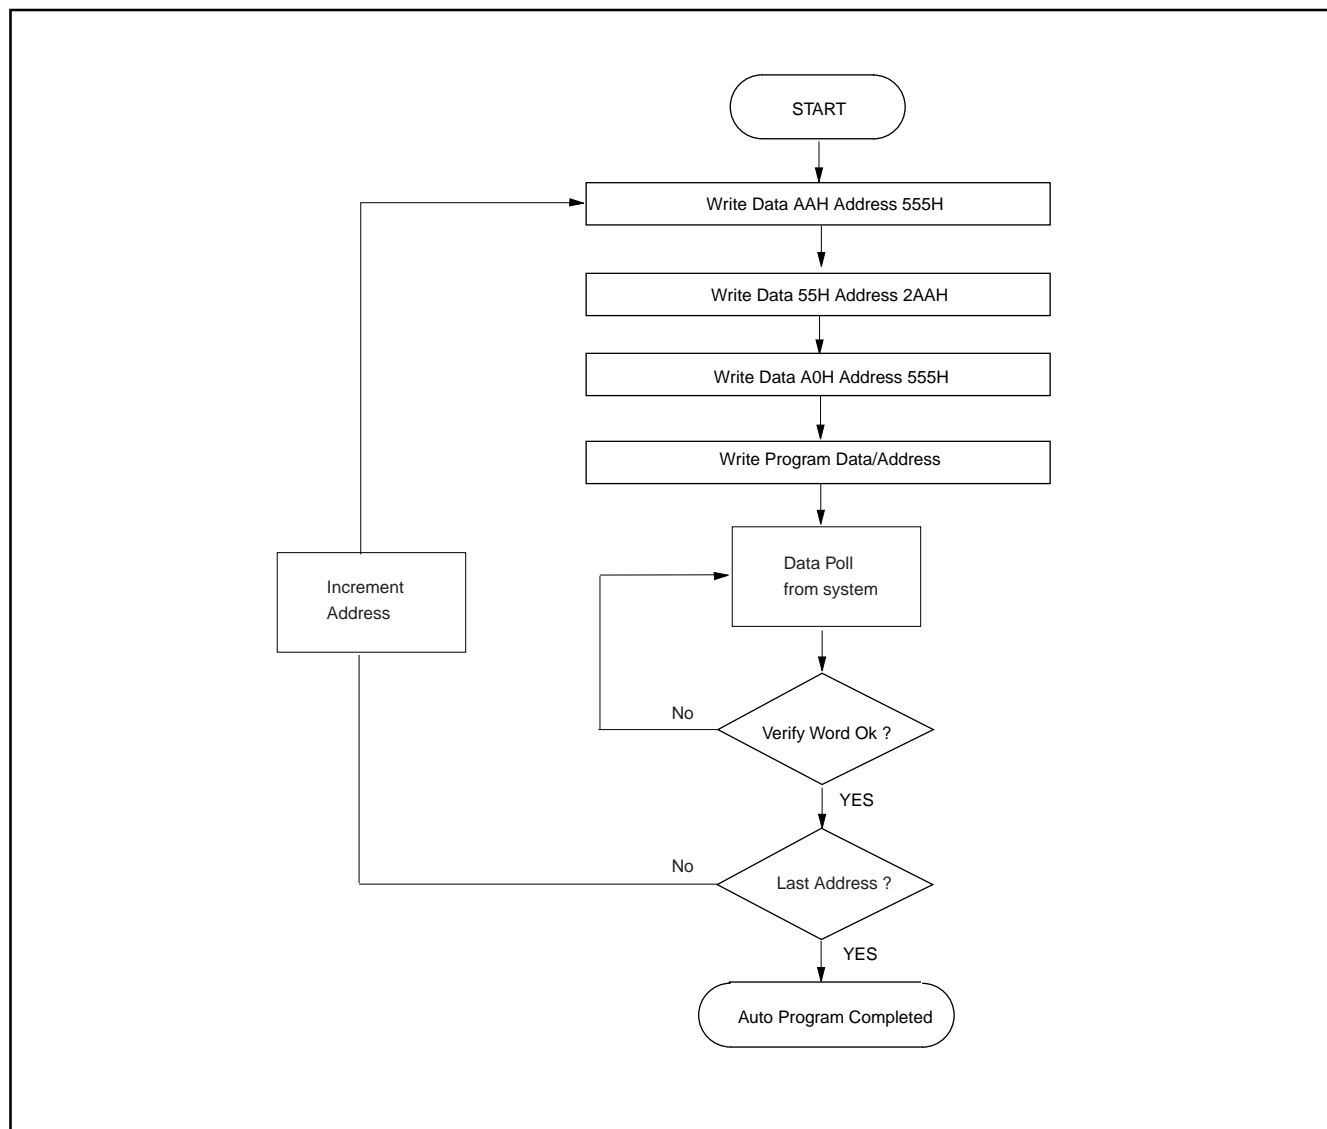 START
Write Data AAH Address 555H
Write Data 55H Address 2AAH
Write Data A0H Address 555H
Write Program Data/Address
Data Poll
from system
Increment
Address
No
Verify Word Ok ?
YES
No
Last Address ?
YES
Auto Program Completed